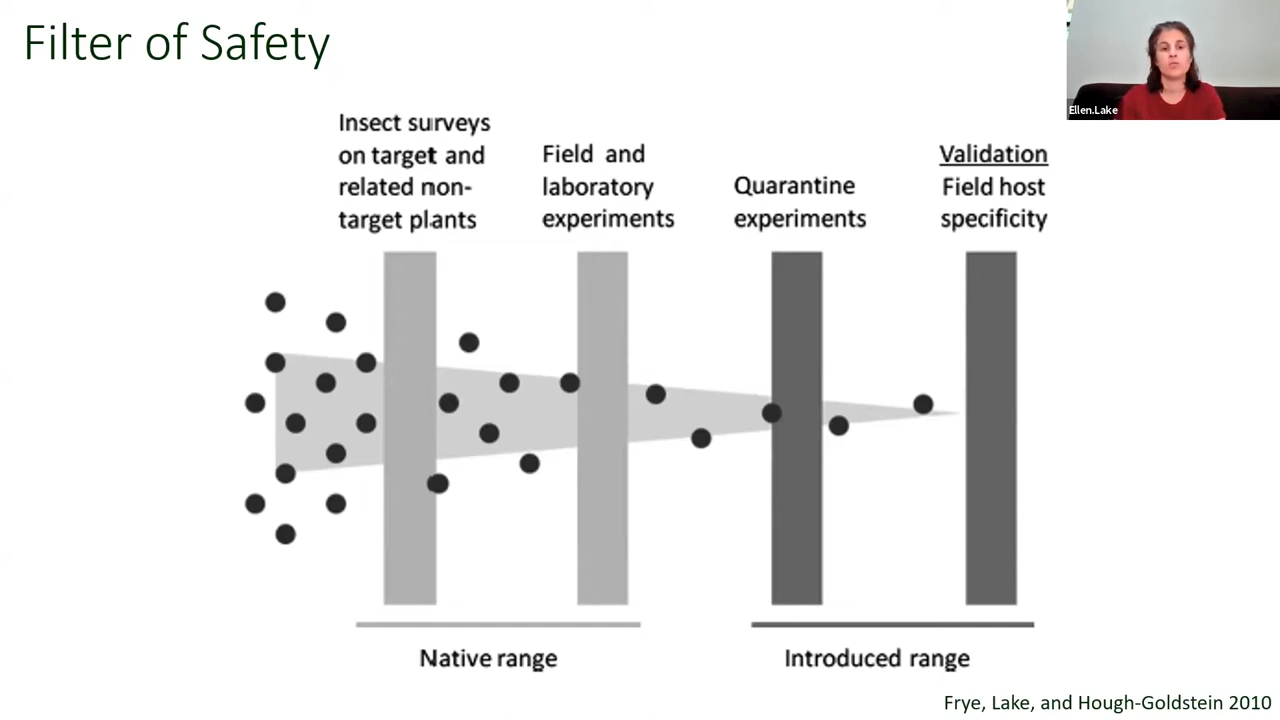 Filter of Safety
Ellen.Lake
Insect surveys
on target and
related non-
target plants
Field and
laboratory
experiments
Quarantine
experiments
Validation
Field host
specificity
Native range
Introduced range
Frye, Lake, and Hough-Goldstein 2010